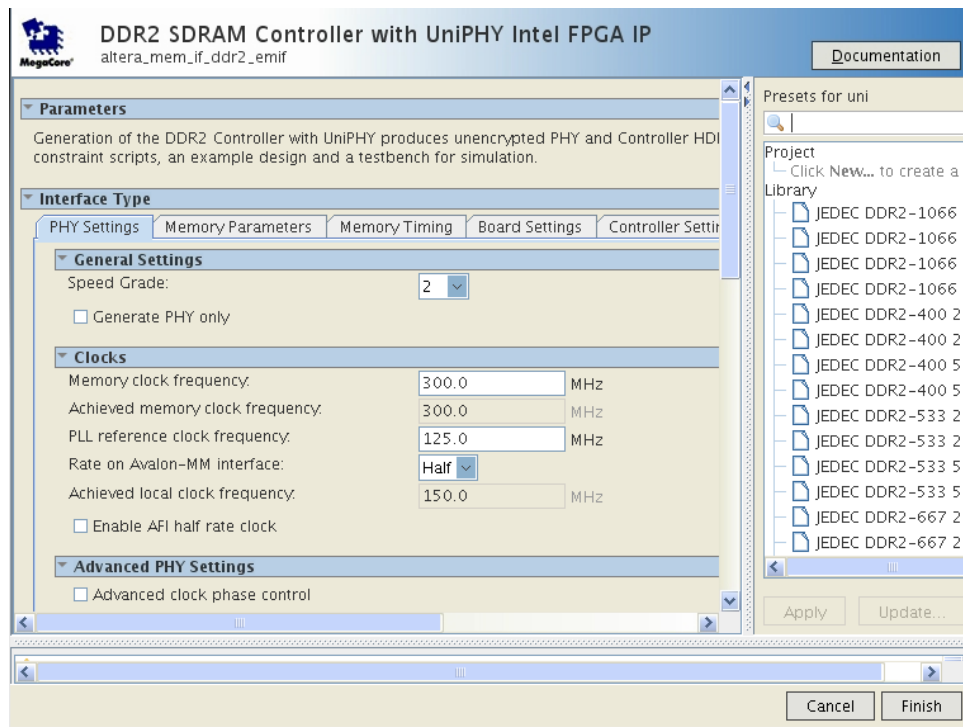 MegaCore®
DDR2 SDRAM Controller with UniPHY Intel FPGA IP
altera_mem_if_ddr2_emif
Documentation
Parameters
Generation of the DDR2 Controller with UniPHY produces unencrypted PHY and Controller HDL
constraint scripts, an example design and a testbench for simulation.
Interface Type
PHY Settings
Memory Parameters
Memory Timing
Board Settings
Controller Settin
General Settings
Speed Grade:
2
Generate PHY only
Clocks
Memory clock frequency:
300.0
MHz
Achieved memory clock frequency:
300.0
MHz
PLL reference clock frequency:
125.0
MHz
Rate on Avalon-MM interface:
Half
Achieved local clock frequency:
150.0
MHz
Enable AFI half rate clock
Advanced PHY Settings
Advanced clock phase control
Presets for uni
Project
Click New... to create a
Library
JEDEC DDR2-1066
JEDEC DDR2-1066
JEDEC DDR2-1066
JEDEC DDR2-1066
JEDEC DDR2-400 2
JEDEC DDR2-400 2
JEDEC DDR2-400 5
JEDEC DDR2-400 5
JEDEC DDR2-533 2
JEDEC DDR2-533 2
JEDEC DDR2-533 5
JEDEC DDR2-533 5
JEDEC DDR2-667 2
JEDEC DDR2-667 2
Apply
Update...
Cancel
Finish